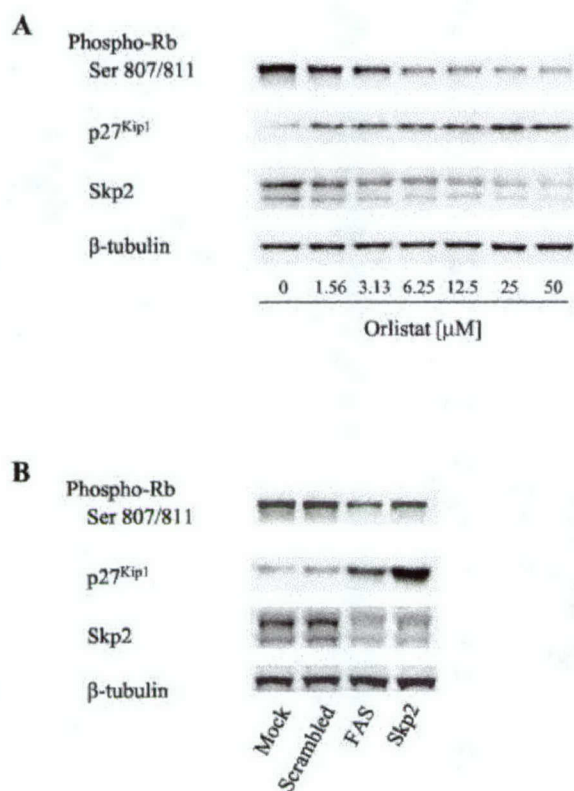 A
Phospho-Rb
Ser 807/811
p27Kip1
Skp2
β-tubulin
0 1.56 3.13 6.25 12.5 25 50
Orlistat [μM]
B
Phospho-Rb
Ser 807/811
p27Kip1
Skp2
β-tubulin
Mock Scrambled FAS Skp2